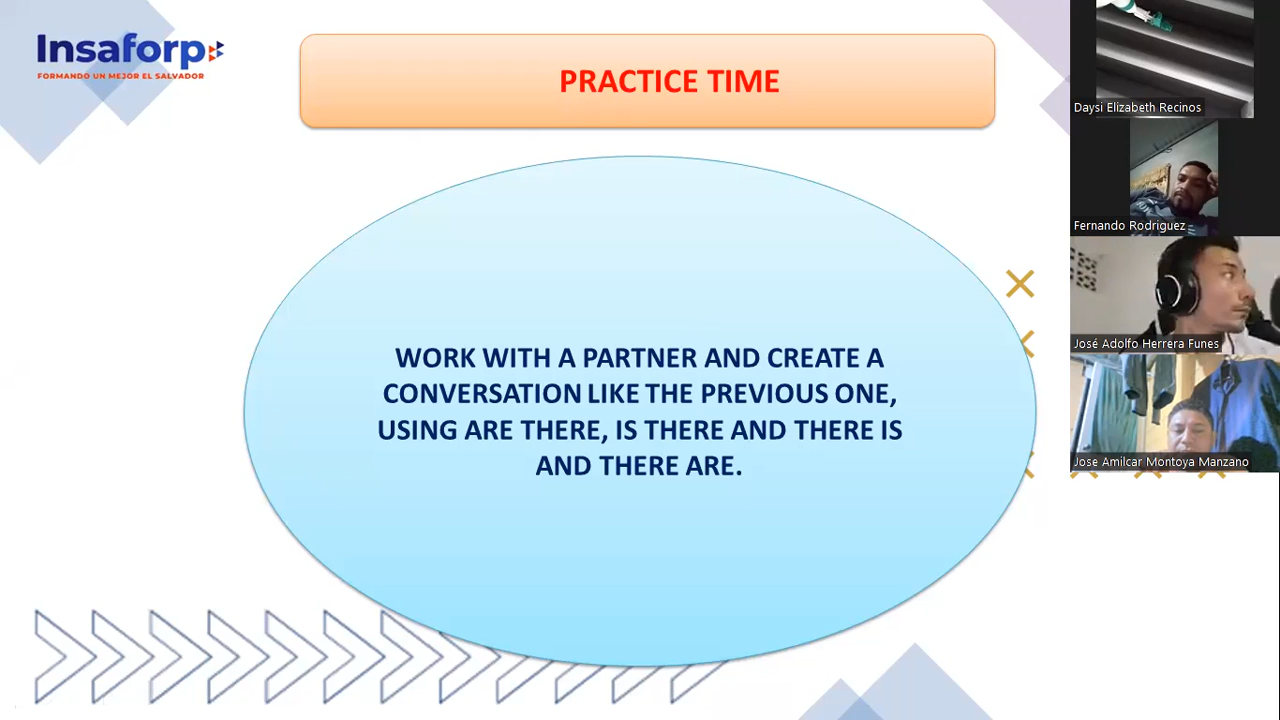 Insaforp
FORMANDO UN MEJOR EL SALVADOR
PRACTICE TIME
WORK WITH A PARTNER AND CREATE A
CONVERSATION LIKE THE PREVIOUS ONE,
USING ARE THERE, IS THERE AND THERE IS
AND THERE ARE.
Daysi Elizabeth Recinos
Fernando Rodriguez
José Adolfo Herrera Funes
Jose Amilcar Montoya Manzano